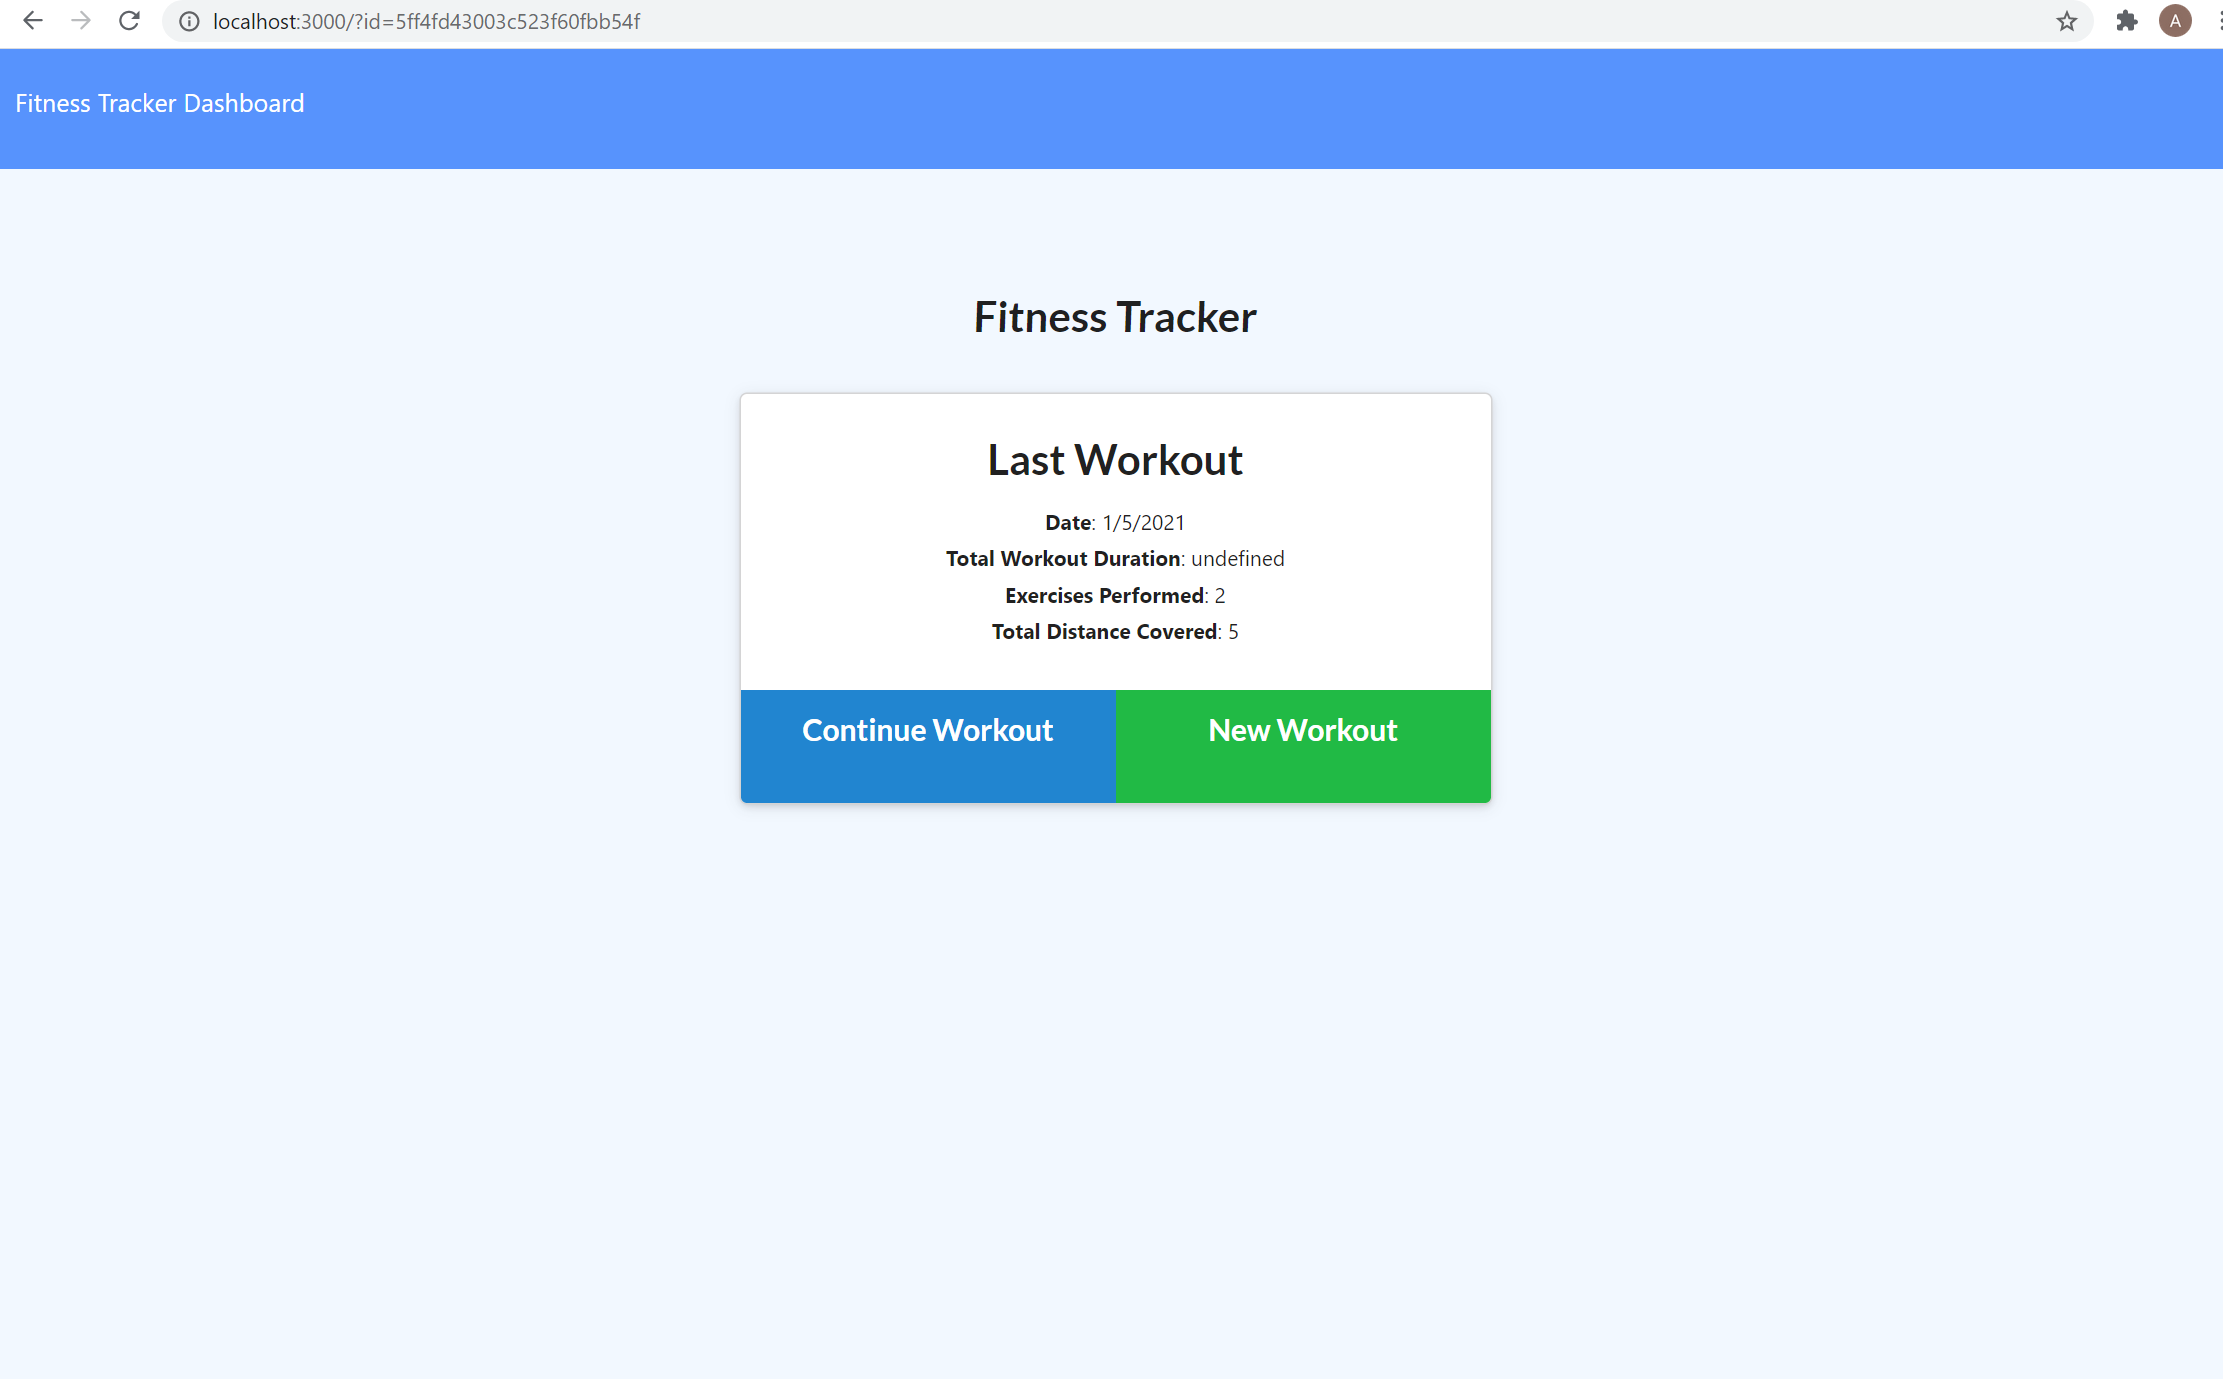 localhost:3000/?id=5ff4fd43003c523f60fbb54f
A
Fitness Tracker Dashboard
Fitness Tracker
Last Workout
Date: 1/5/2021
Total Workout Duration: undefined
Exercises Performed: 2
Total Distance Covered: 5
Continue Workout
New Workout